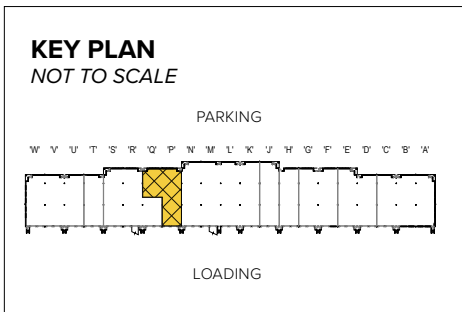 KEY PLAN
NOT TO SCALE
PARKING
'W' 'V' 'U' 'T' 'S' 'R' 'Q' 'P' 'N' 'M' 'L' 'K' 'J' 'H' 'G' 'F' 'E' 'D' 'C' 'B' 'A'
LOADING